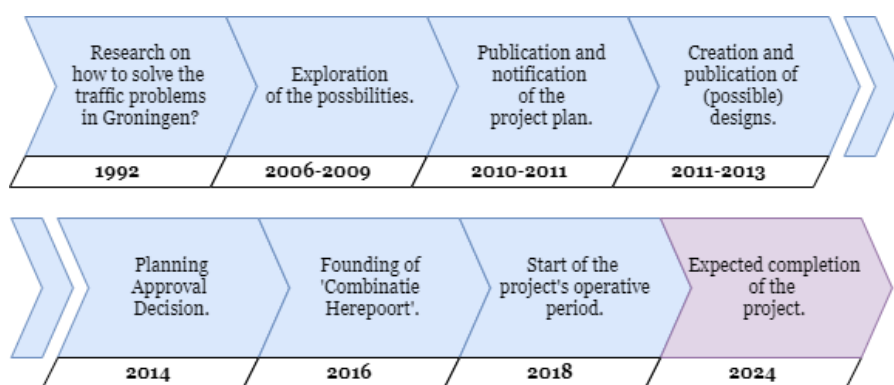 Research on
how to solve the
traffic problems
in Groningen?
1992
Exploration
of the possbilities.
2006-2009
Publication and
notification
of the
project plan.
2010-2011
Creation and
publication of
(possible)
designs.
2011-2013
Planning
Approval
Decision.
2014
Founding of
'Combinatie
Herepoort'.
2016
Start of the
project's operative
period.
2018
Expected completion
of the
project.
2024